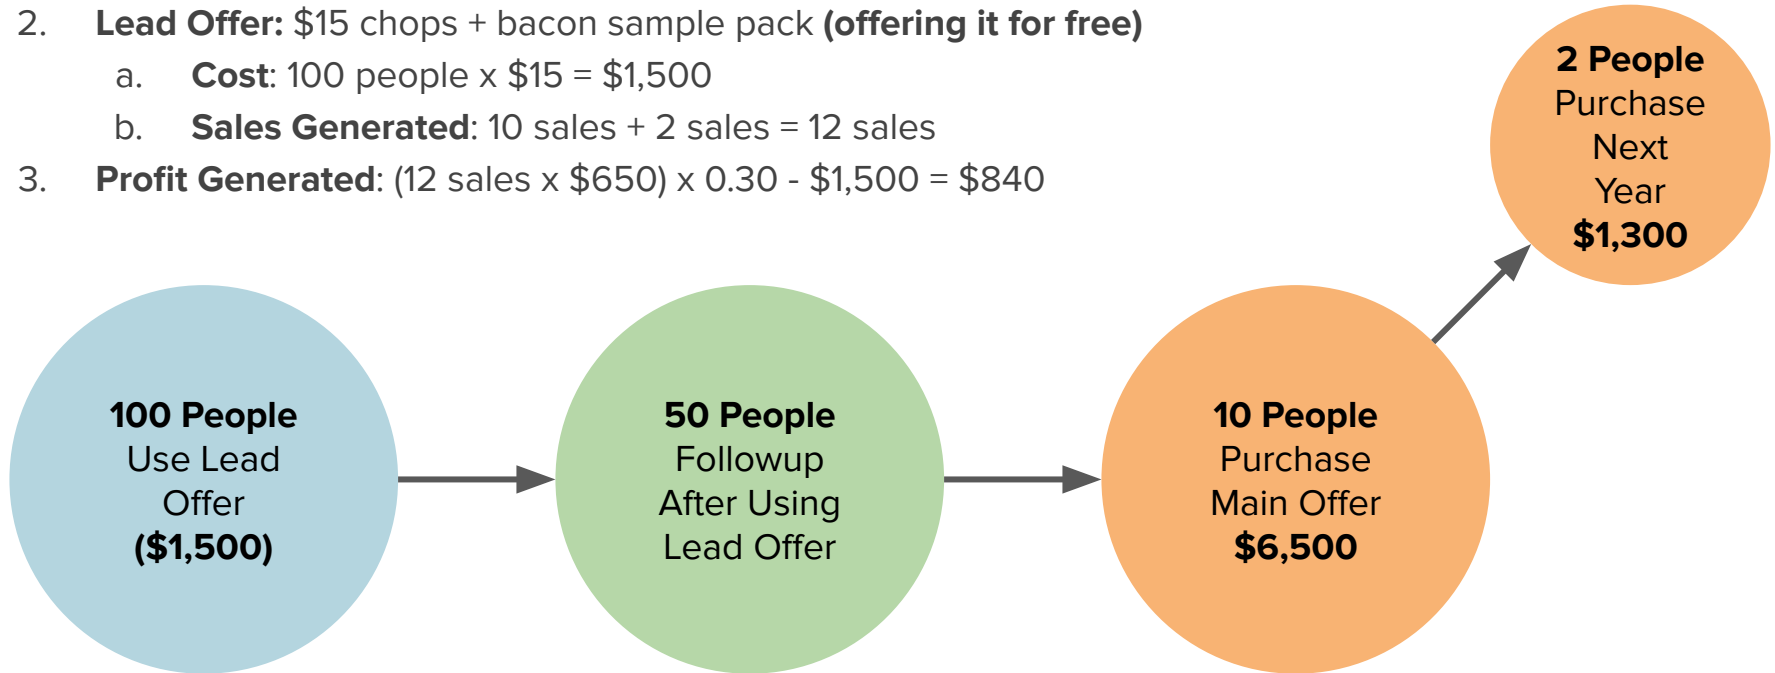 2. Lead Offer: $15 chops + bacon sample pack (offering it for free)
a. Cost: 100 people x $15 = $1,500
b. Sales Generated: 10 sales + 2 sales = 12 sales
3. Profit Generated: (12 sales x $650) x 0.30 - $1,500 = $840
2 People
Purchase
Next
Year
$1,300
100 People
Use Lead
Offer
($1,500)
50 People
Followup
After Using
Lead Offer
10 People
Purchase
Main Offer
$6,500